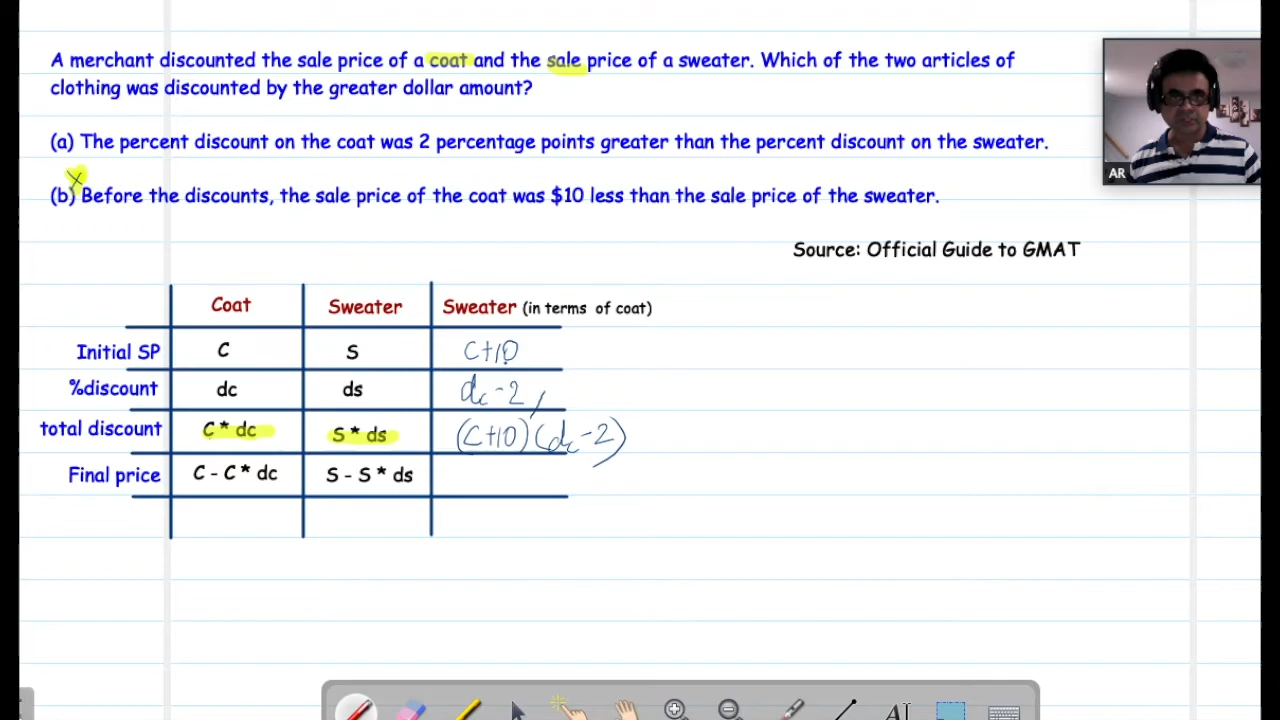 A merchant discounted the sale price of a coat and the sale price of a sweater. Which of the two articles of
clothing was discounted by the greater dollar amount?
(a) The percent discount on the coat was 2 percentage points greater than the percent discount on the sweater.
AR
x
(b) Before the discounts, the sale price of the coat was $10 less than the sale price of the sweater.
Source: Official Guide to GMAT
Coat Sweater Sweater (in terms of coat)
Initial SP C S C+10
%discount dc ds dc-2
total discount C * dc S * ds (C+10)(dc-2)
Final price C - C * dc S - S * ds
A